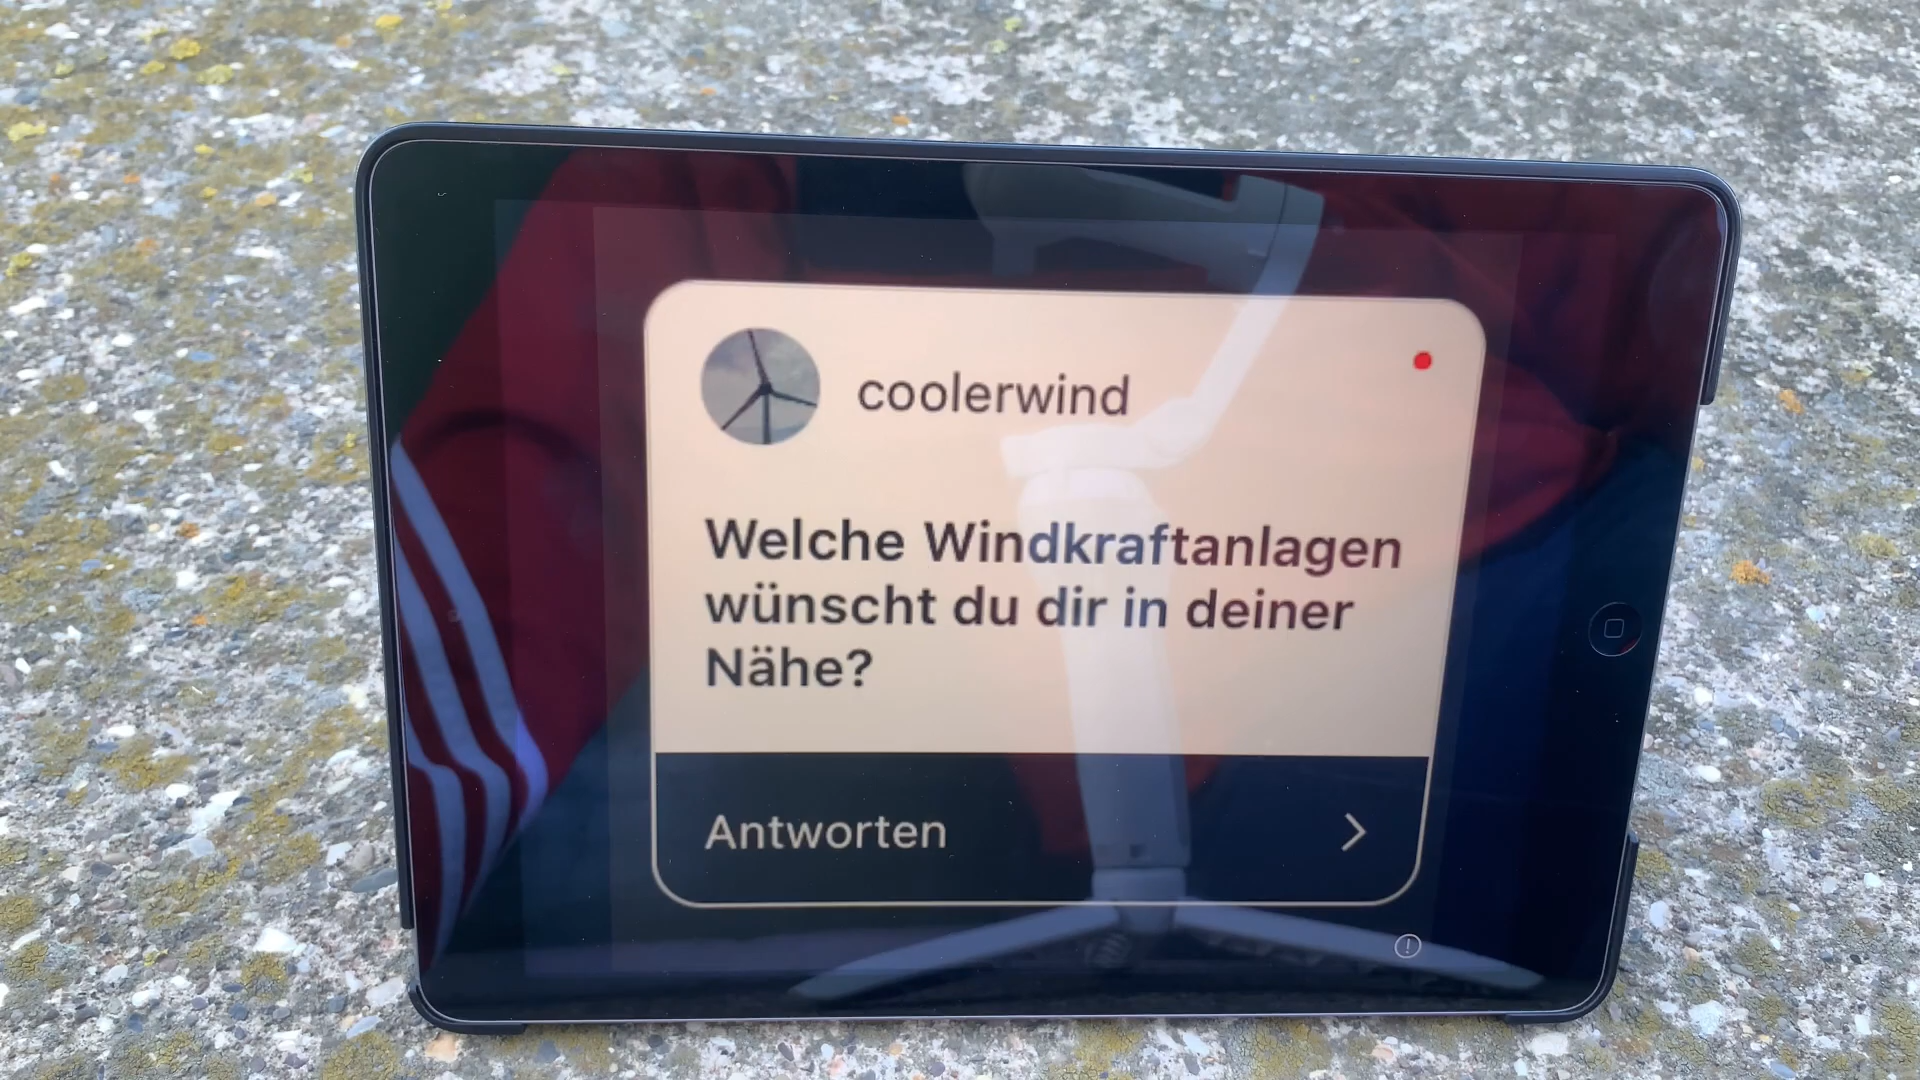 coolerwind
Welche Windkraftanlagen
wünscht du dir in deiner
Nähe?
Antworten